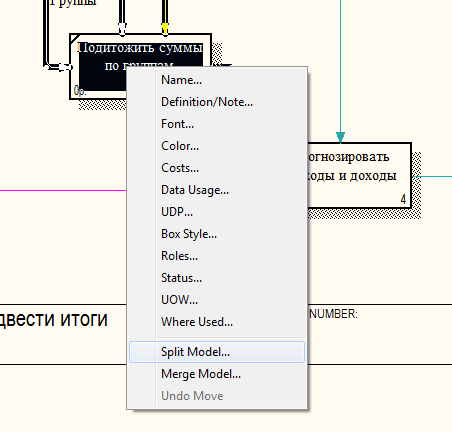 Группы
Подитожить суммы
по группам
0р.
Name...
Definition/Note...
Font...
Color...
Costs...
Data Usage...
UDP...
Box Style...
Roles...
Status...
UOW...
Where Used...
Split Model...
Merge Model...
Undo Move
огнозировать
ходы и доходы
4
двести итоги
NUMBER: